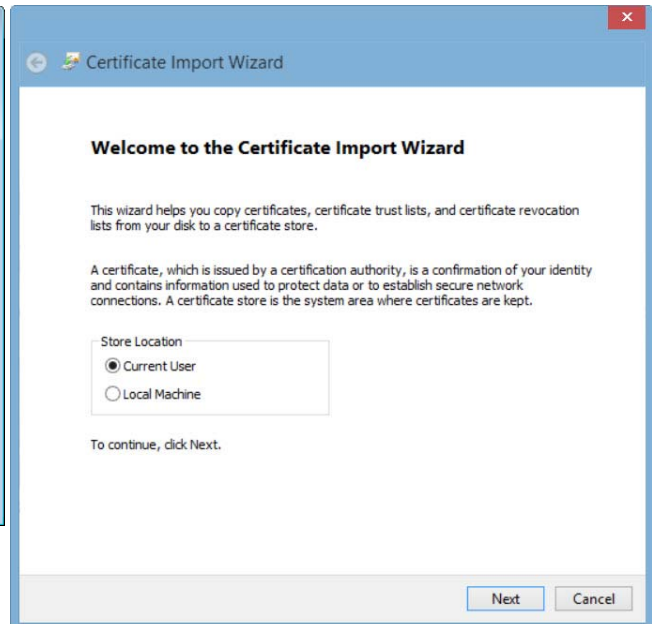 Certificate Import Wizard
Welcome to the Certificate Import Wizard
This wizard helps you copy certificates, certificate trust lists, and certificate revocation
lists from your disk to a certificate store.
A certificate, which is issued by a certification authority, is a confirmation of your identity
and contains information used to protect data or to establish secure network
connections. A certificate store is the system area where certificates are kept.
Store Location
Current User
Local Machine
To continue, click Next.
Next Cancel